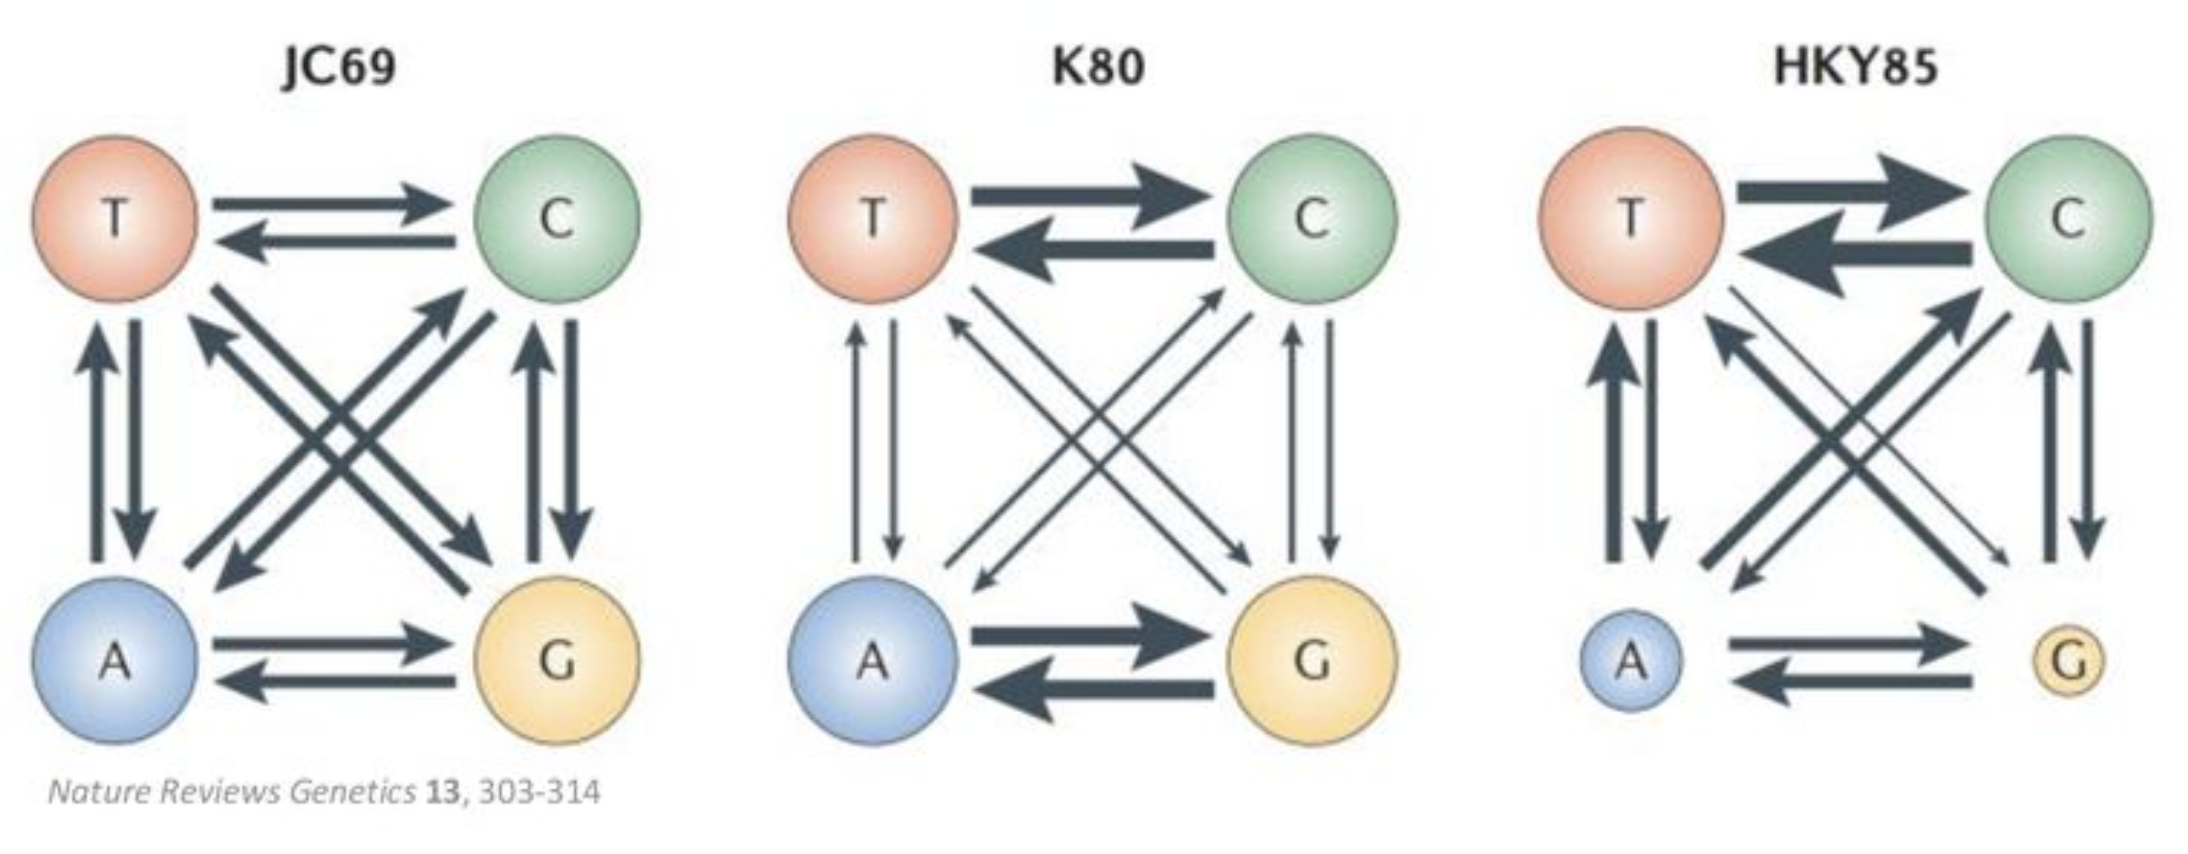 JC69 K80 HKY85
T C T C T C
A G A G A G
Nature Reviews Genetics 13, 303-314